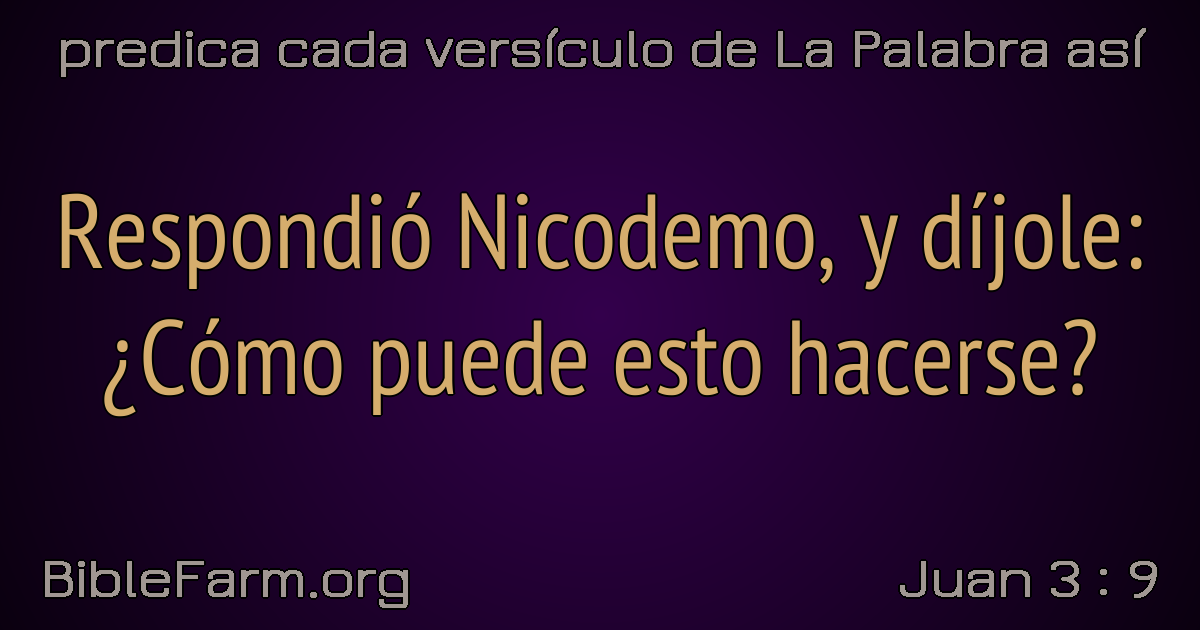 predica cada versículo de La Palabra así
Respondió Nicodemo, y díjole:
¿Cómo puede esto hacerse?
BibleFarm.org
Juan 3 : 9